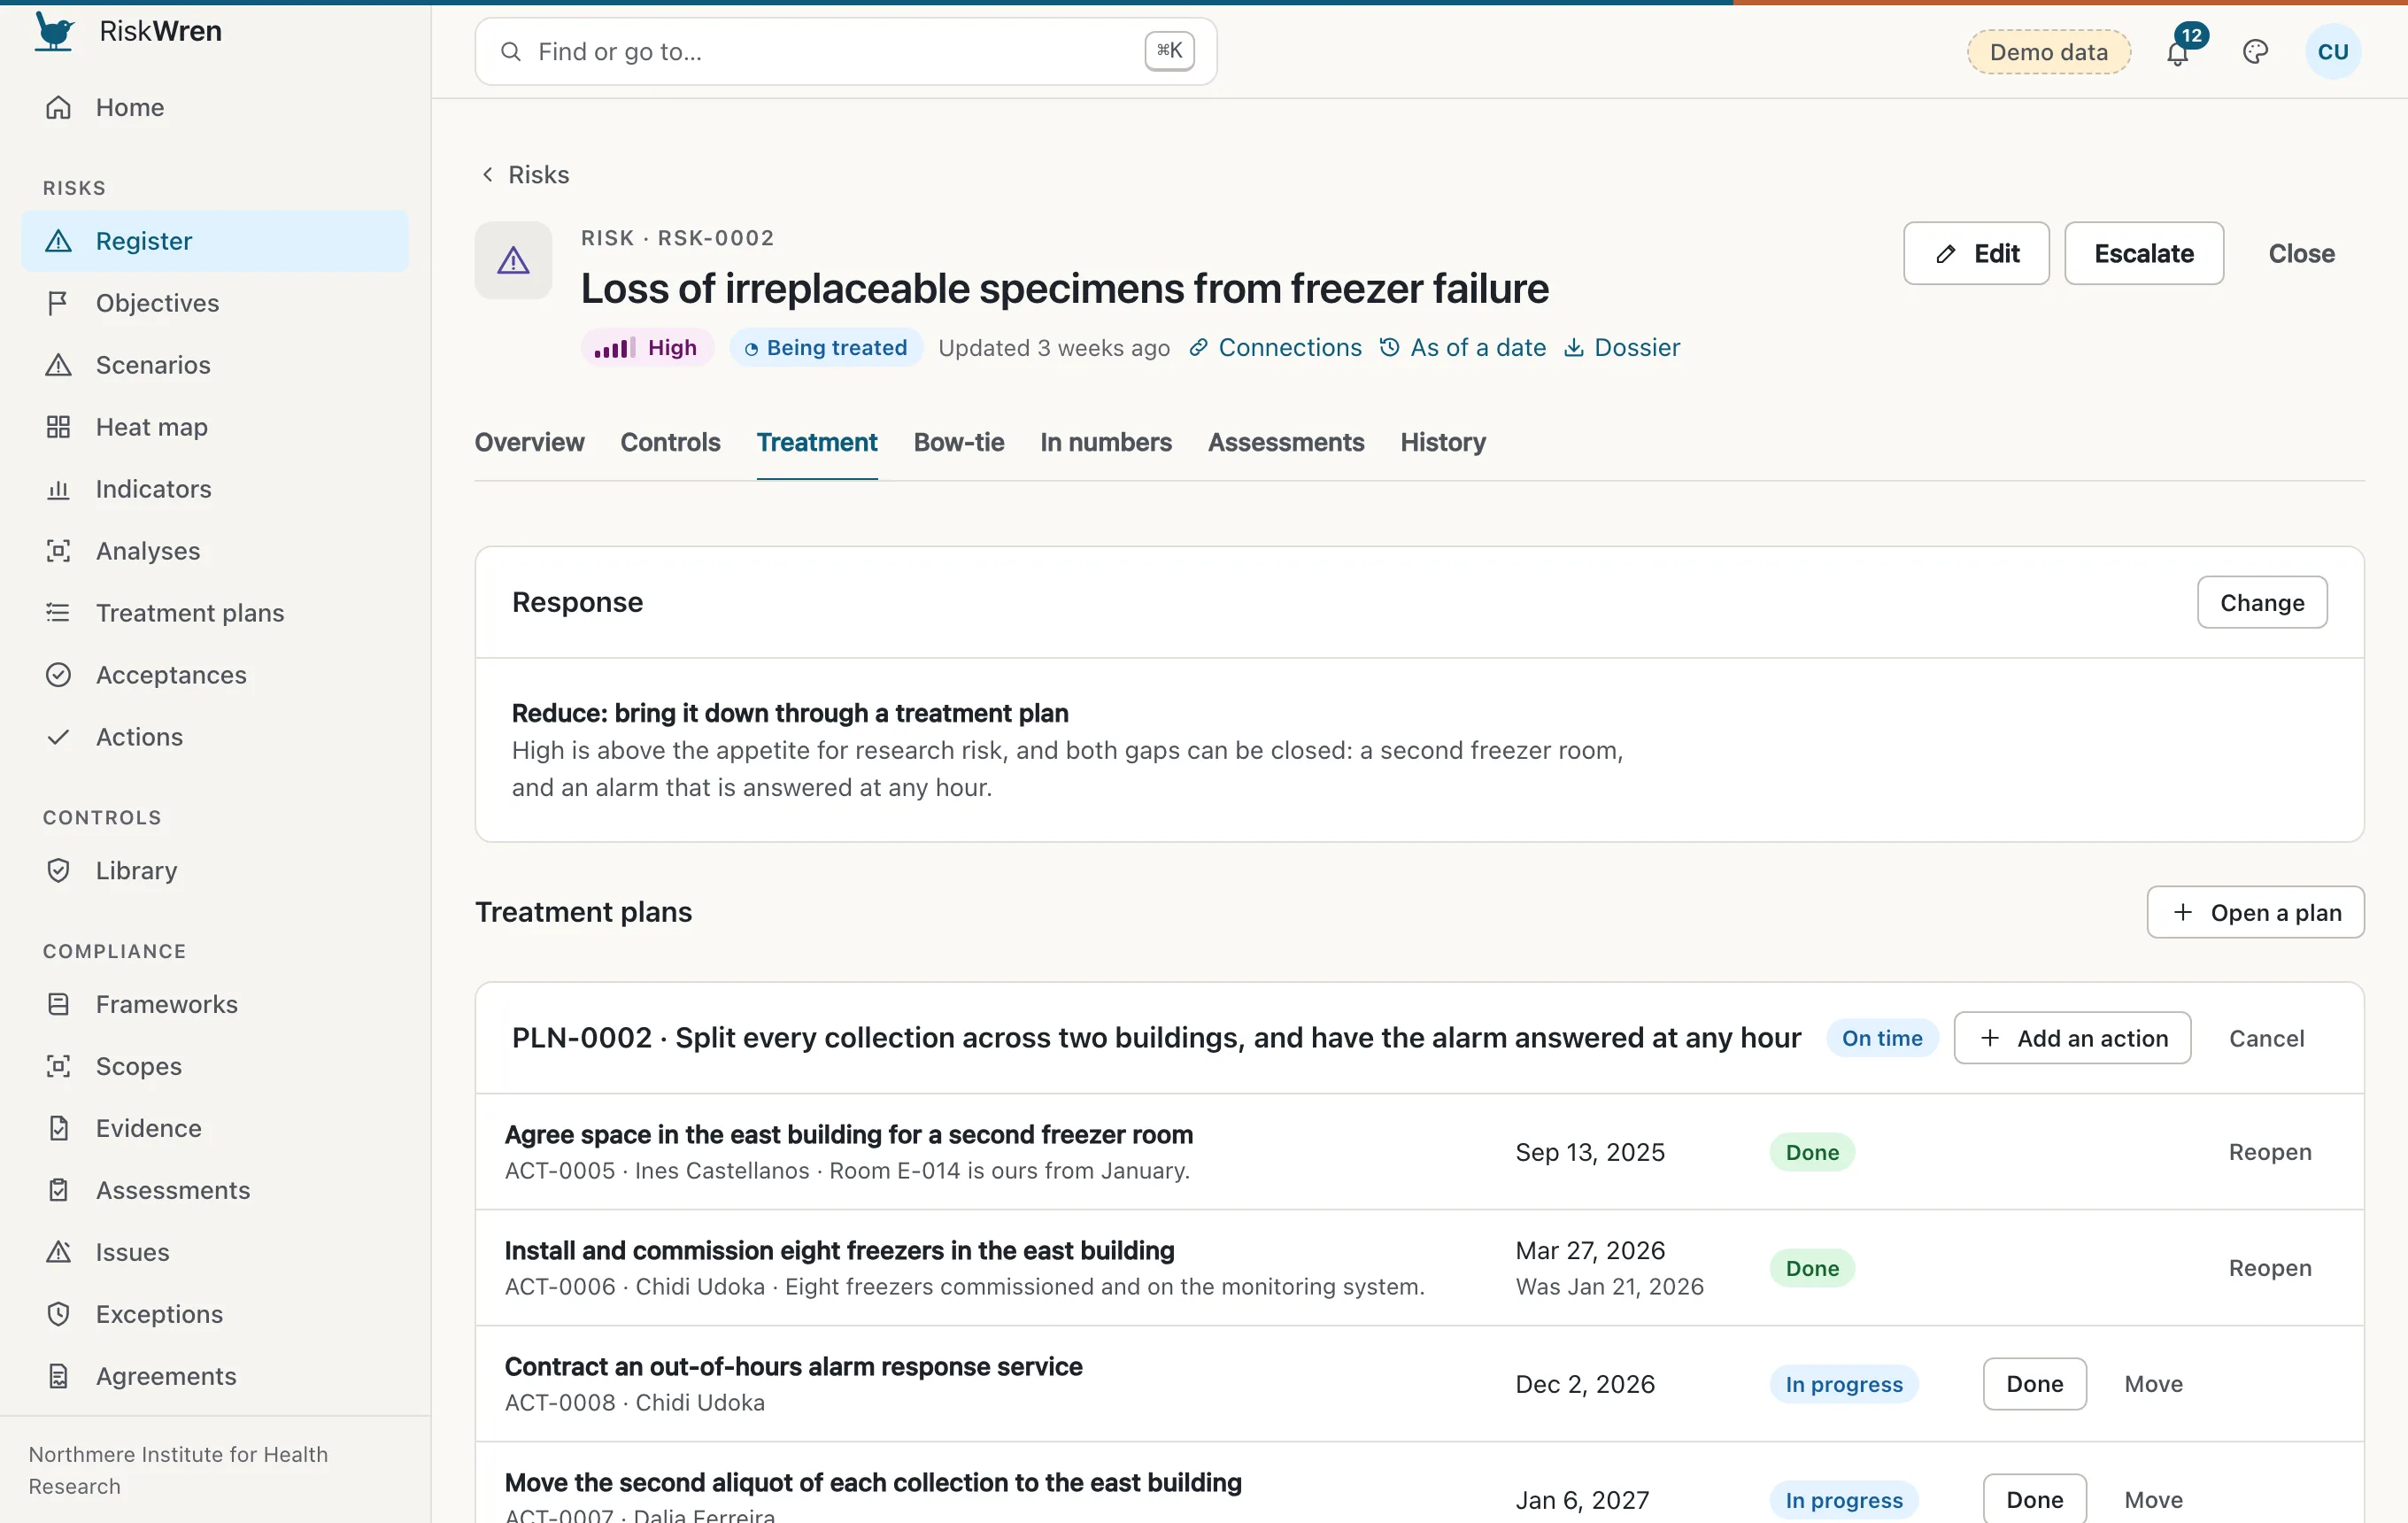 RiskWren
Find or go to...
⌘K
Demo data
12
CU
Home
RISKS
Register
Objectives
Scenarios
Heat map
Indicators
Analyses
Treatment plans
Acceptances
Actions
CONTROLS
Library
COMPLIANCE
Frameworks
Scopes
Evidence
Assessments
Issues
Exceptions
Agreements
Northmere Institute for Health
Research
Risks
RISK · RSK-0002
Loss of irreplaceable specimens from freezer failure
Edit
Escalate
Close
High
Being treated
Updated 3 weeks ago
Connections
As of a date
Dossier
Overview
Controls
Treatment
Bow-tie
In numbers
Assessments
History
Response
Change
Reduce: bring it down through a treatment plan
High is above the appetite for research risk, and both gaps can be closed: a second freezer room,
and an alarm that is answered at any hour.
Treatment plans
Open a plan
PLN-0002 · Split every collection across two buildings, and have the alarm answered at any hour
On time
Add an action
Cancel
Agree space in the east building for a second freezer room
ACT-0005 · Ines Castellanos · Room E-014 is ours from January.
Sep 13, 2025
Done
Reopen
Install and commission eight freezers in the east building
ACT-0006 · Chidi Udoka · Eight freezers commissioned and on the monitoring system.
Mar 27, 2026
Was Jan 21, 2026
Done
Reopen
Contract an out-of-hours alarm response service
ACT-0008 · Chidi Udoka
Dec 2, 2026
In progress
Done
Move
Move the second aliquot of each collection to the east building
ACT-0007 · Dalia Ferreira
Jan 6, 2027
In progress
Done
Move